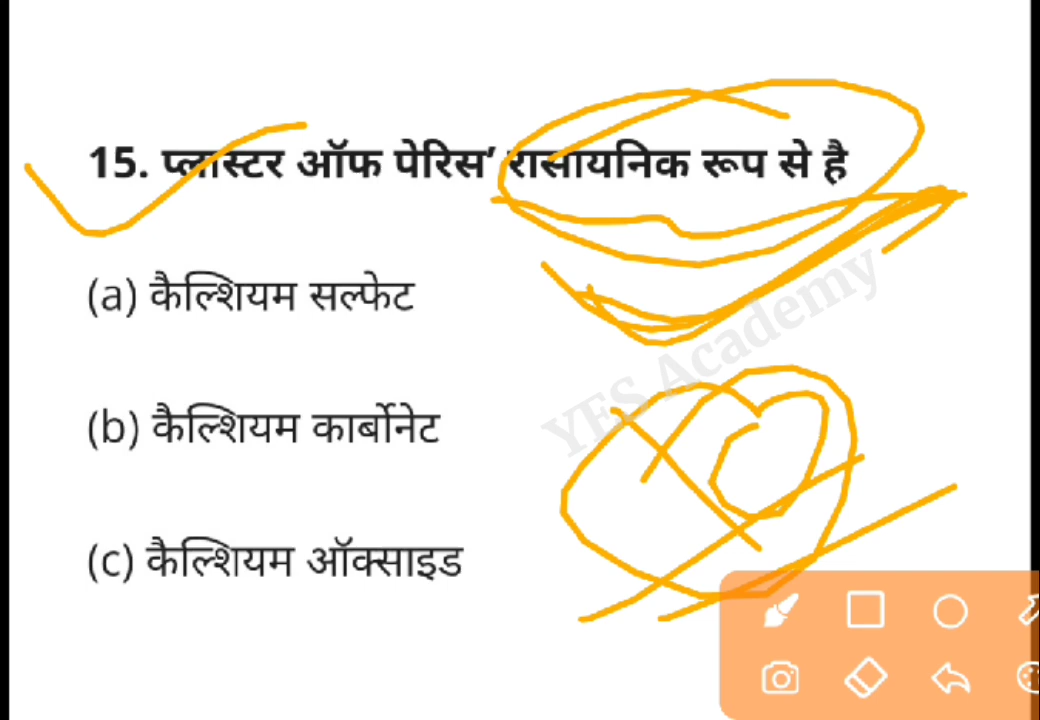 15. प्लास्टर ऑफ पेरिस’ रासायनिक रूप से है
(a) कैल्शियम सल्फेट
YES Academy
(b) कैल्शियम कार्बोनेट
(c) कैल्शियम ऑक्साइड